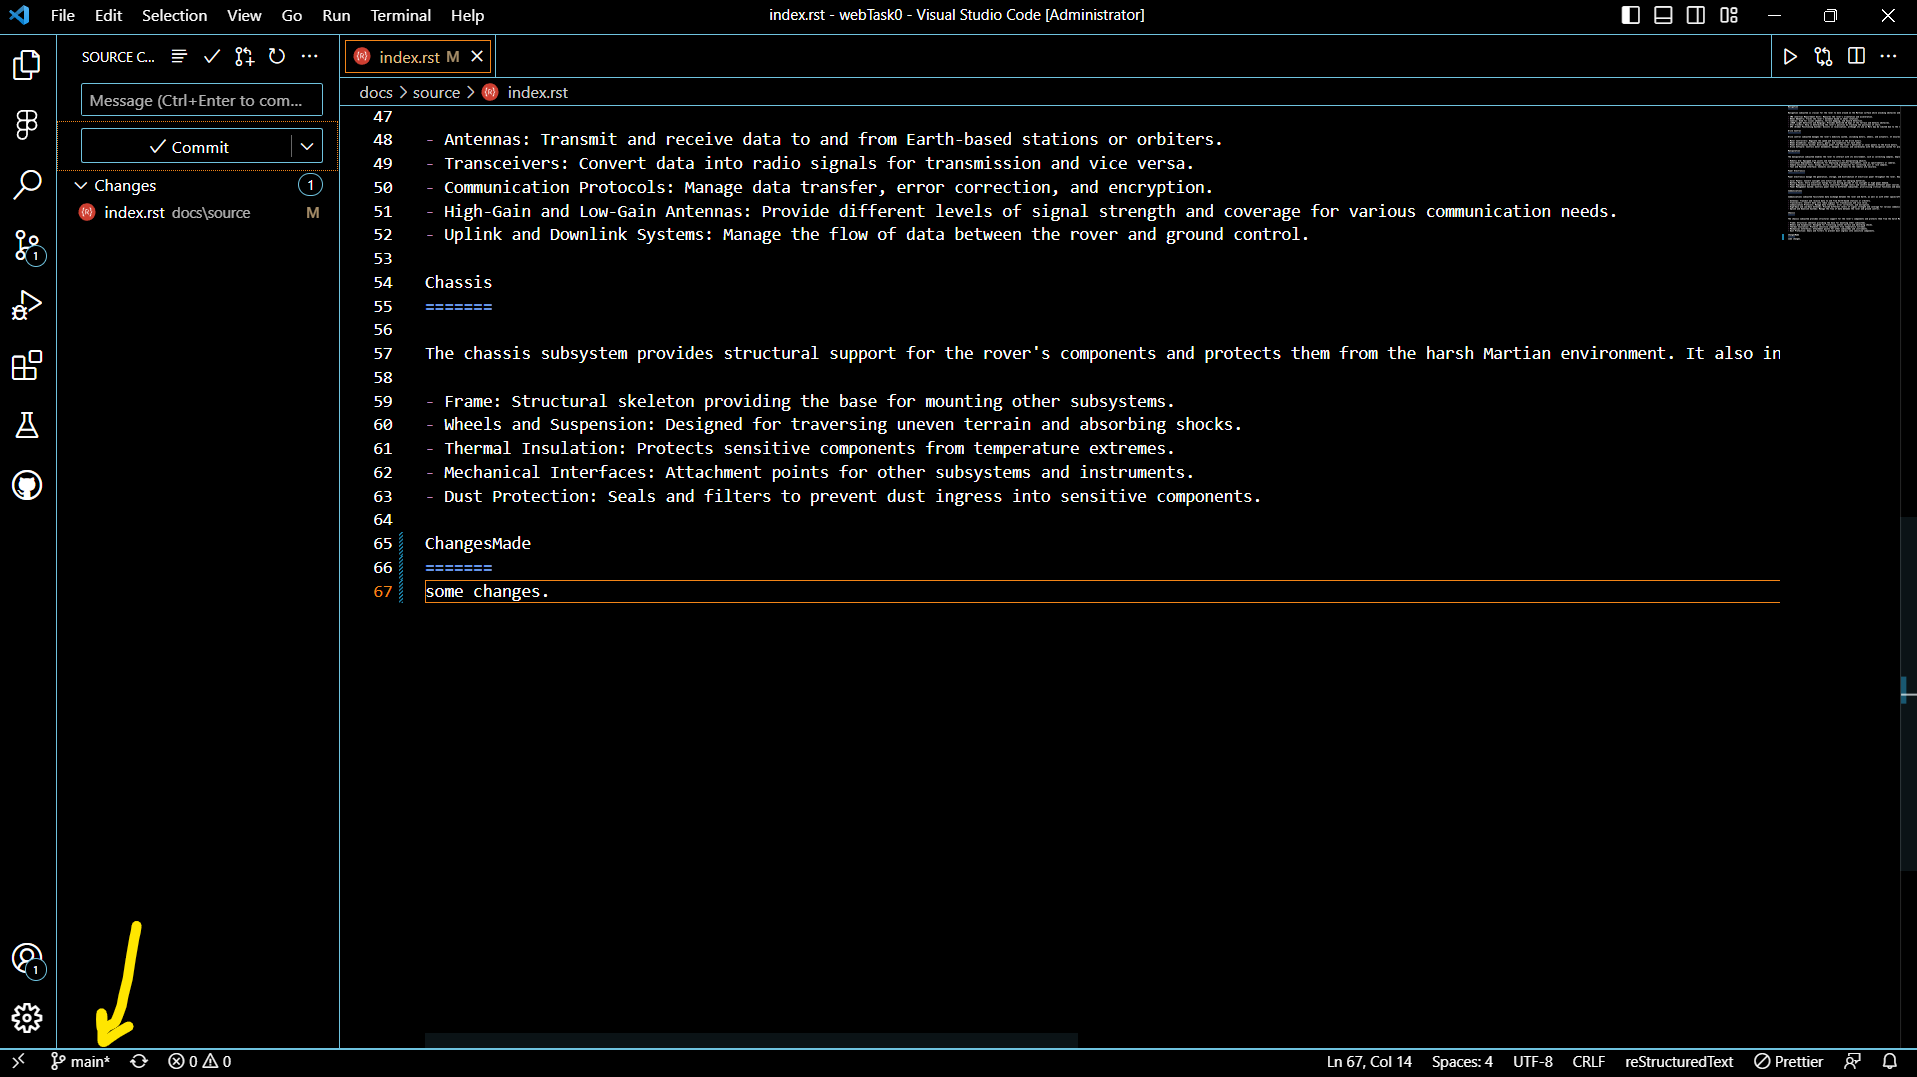 File Edit Selection View Go Run Terminal Help
index.rst - webTask0 - Visual Studio Code [Administrator]
SOURCE C...
index.rst M
Message (Ctrl+Enter to com...
docs > source > index.rst
Commit
Changes 1
index.rst docs\source M
1
1
47
48 - Antennas: Transmit and receive data to and from Earth-based stations or orbiters.
49 - Transceivers: Convert data into radio signals for transmission and vice versa.
50 - Communication Protocols: Manage data transfer, error correction, and encryption.
51 - High-Gain and Low-Gain Antennas: Provide different levels of signal strength and coverage for various communication needs.
52 - Uplink and Downlink Systems: Manage the flow of data between the rover and ground control.
53
54 Chassis
55 =======
56
57 The chassis subsystem provides structural support for the rover's components and protects them from the harsh Martian environment. It also in
58
59 - Frame: Structural skeleton providing the base for mounting other subsystems.
60 - Wheels and Suspension: Designed for traversing uneven terrain and absorbing shocks.
61 - Thermal Insulation: Protects sensitive components from temperature extremes.
62 - Mechanical Interfaces: Attachment points for other subsystems and instruments.
63 - Dust Protection: Seals and filters to prevent dust ingress into sensitive components.
64
65 ChangesMade
66 =======
67 some changes.
main* 0 0
Ln 67, Col 14 Spaces: 4 UTF-8 CRLF reStructuredText Prettier